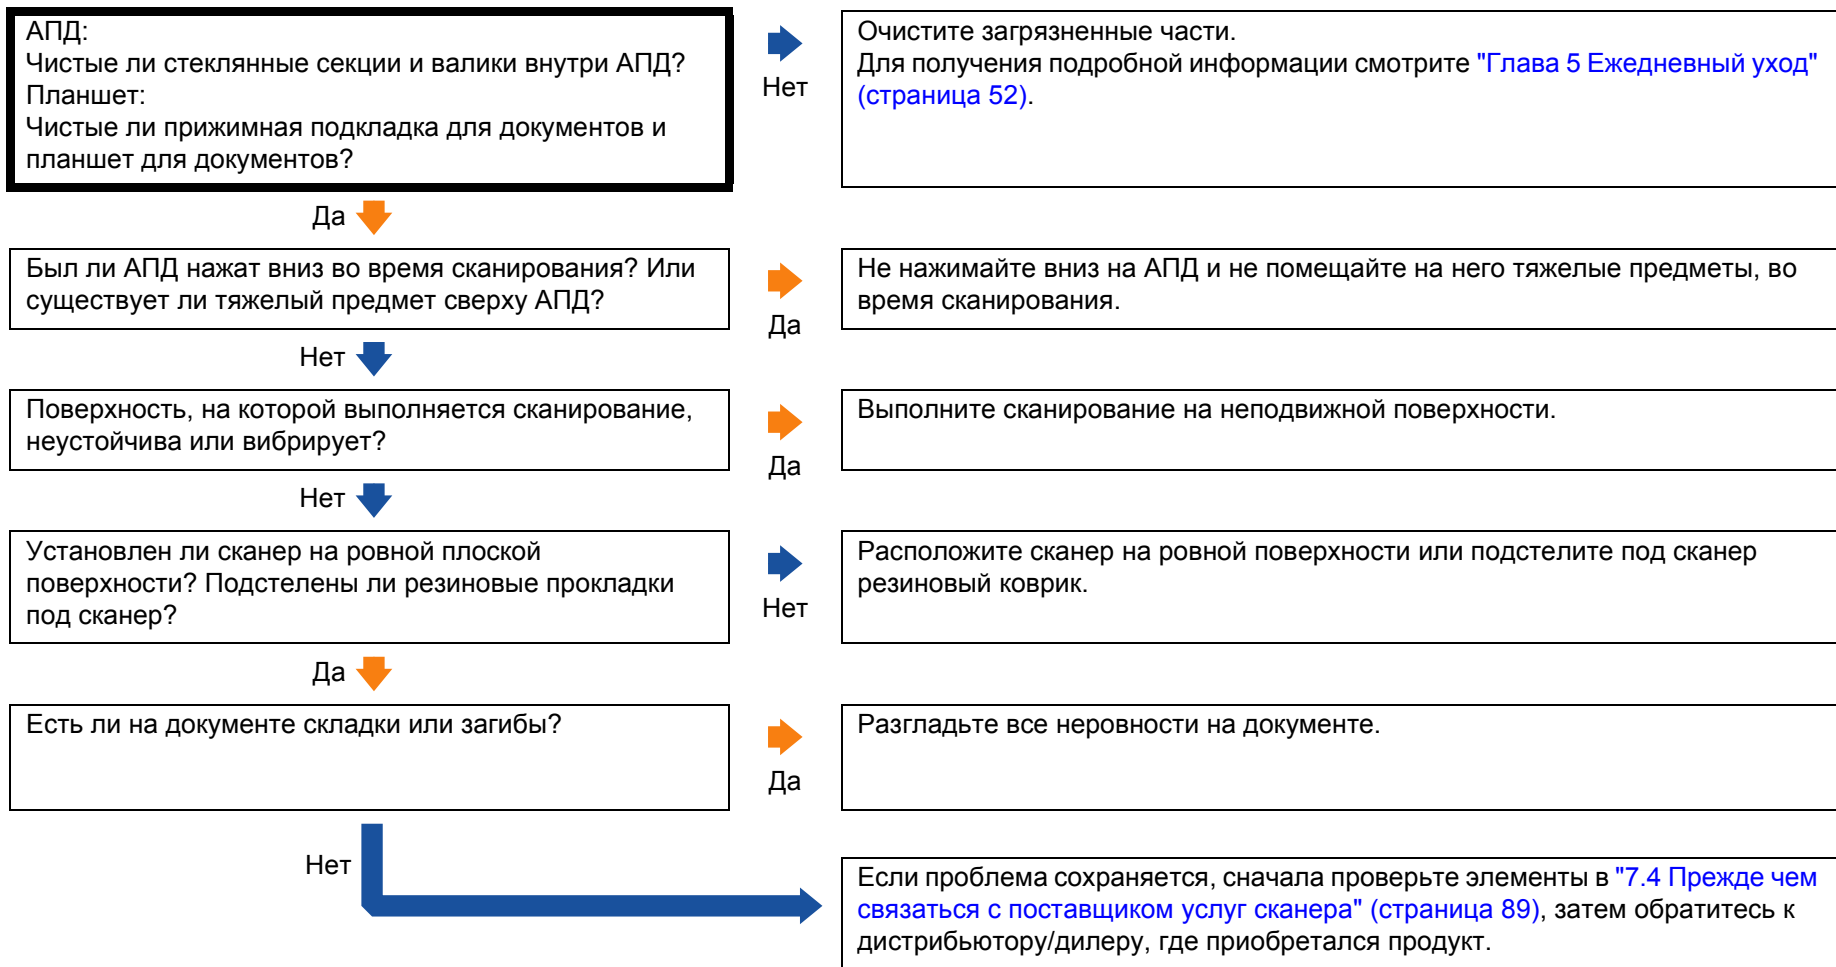 АПД:
Чистые ли стеклянные секции и валики внутри АПД?
Планшет:
Чистые ли прижимная подкладка для документов и
планшет для документов?
Нет
Очистите загрязненные части.
Для получения подробной информации смотрите "Глава 5 Ежедневный уход"
(страница 52).
Да
Был ли АПД нажат вниз во время сканирования? Или
существует ли тяжелый предмет сверху АПД?
Да
Не нажимайте вниз на АПД и не помещайте на него тяжелые предметы, во
время сканирования.
Нет
Поверхность, на которой выполняется сканирование,
неустойчива или вибрирует?
Да
Выполните сканирование на неподвижной поверхности.
Нет
Установлен ли сканер на ровной плоской
поверхности? Подстелены ли резиновые прокладки
под сканер?
Нет
Расположите сканер на ровной поверхности или подстелите под сканер
резиновый коврик.
Да
Есть ли на документе складки или загибы?
Да
Разгладьте все неровности на документе.
Нет
Если проблема сохраняется, сначала проверьте элементы в "7.4 Прежде чем
связаться с поставщиком услуг сканера" (страница 89), затем обратитесь к
дистрибьютору/дилеру, где приобретался продукт.